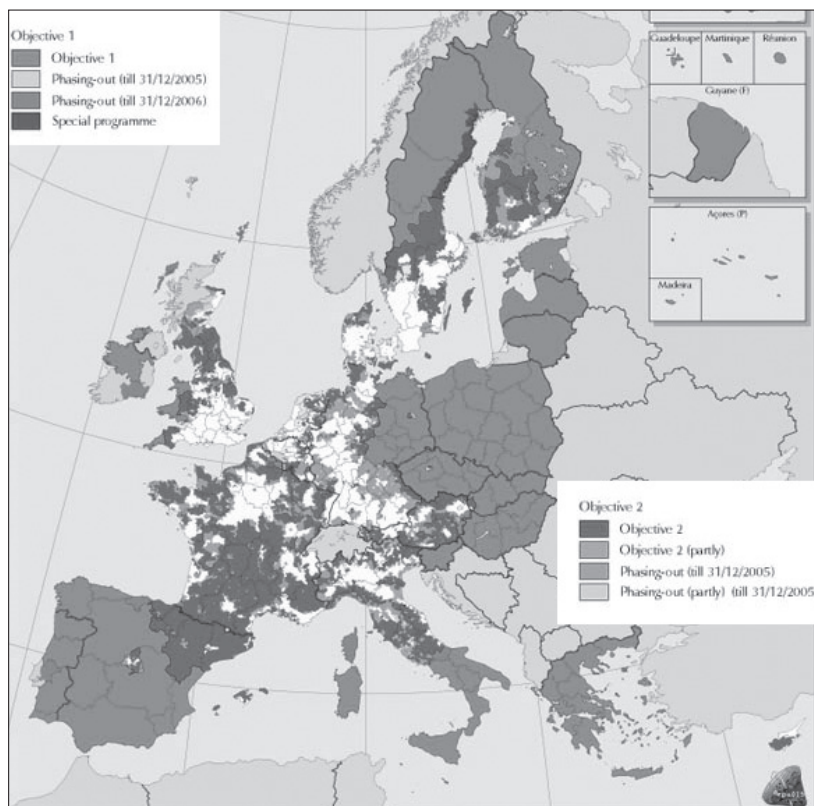 Objective 1
Objective 1
Phasing-out (till 31/12/2005)
Phasing-out (till 31/12/2006)
Special programme
Guadeloupe
Martinique
Réunion
Guyane (F)
Açores (P)
Madeira
Objective 2
Objective 2
Objective 2 (partly)
Phasing-out (till 31/12/2005)
Phasing-out (partly) (till 31/12/2005